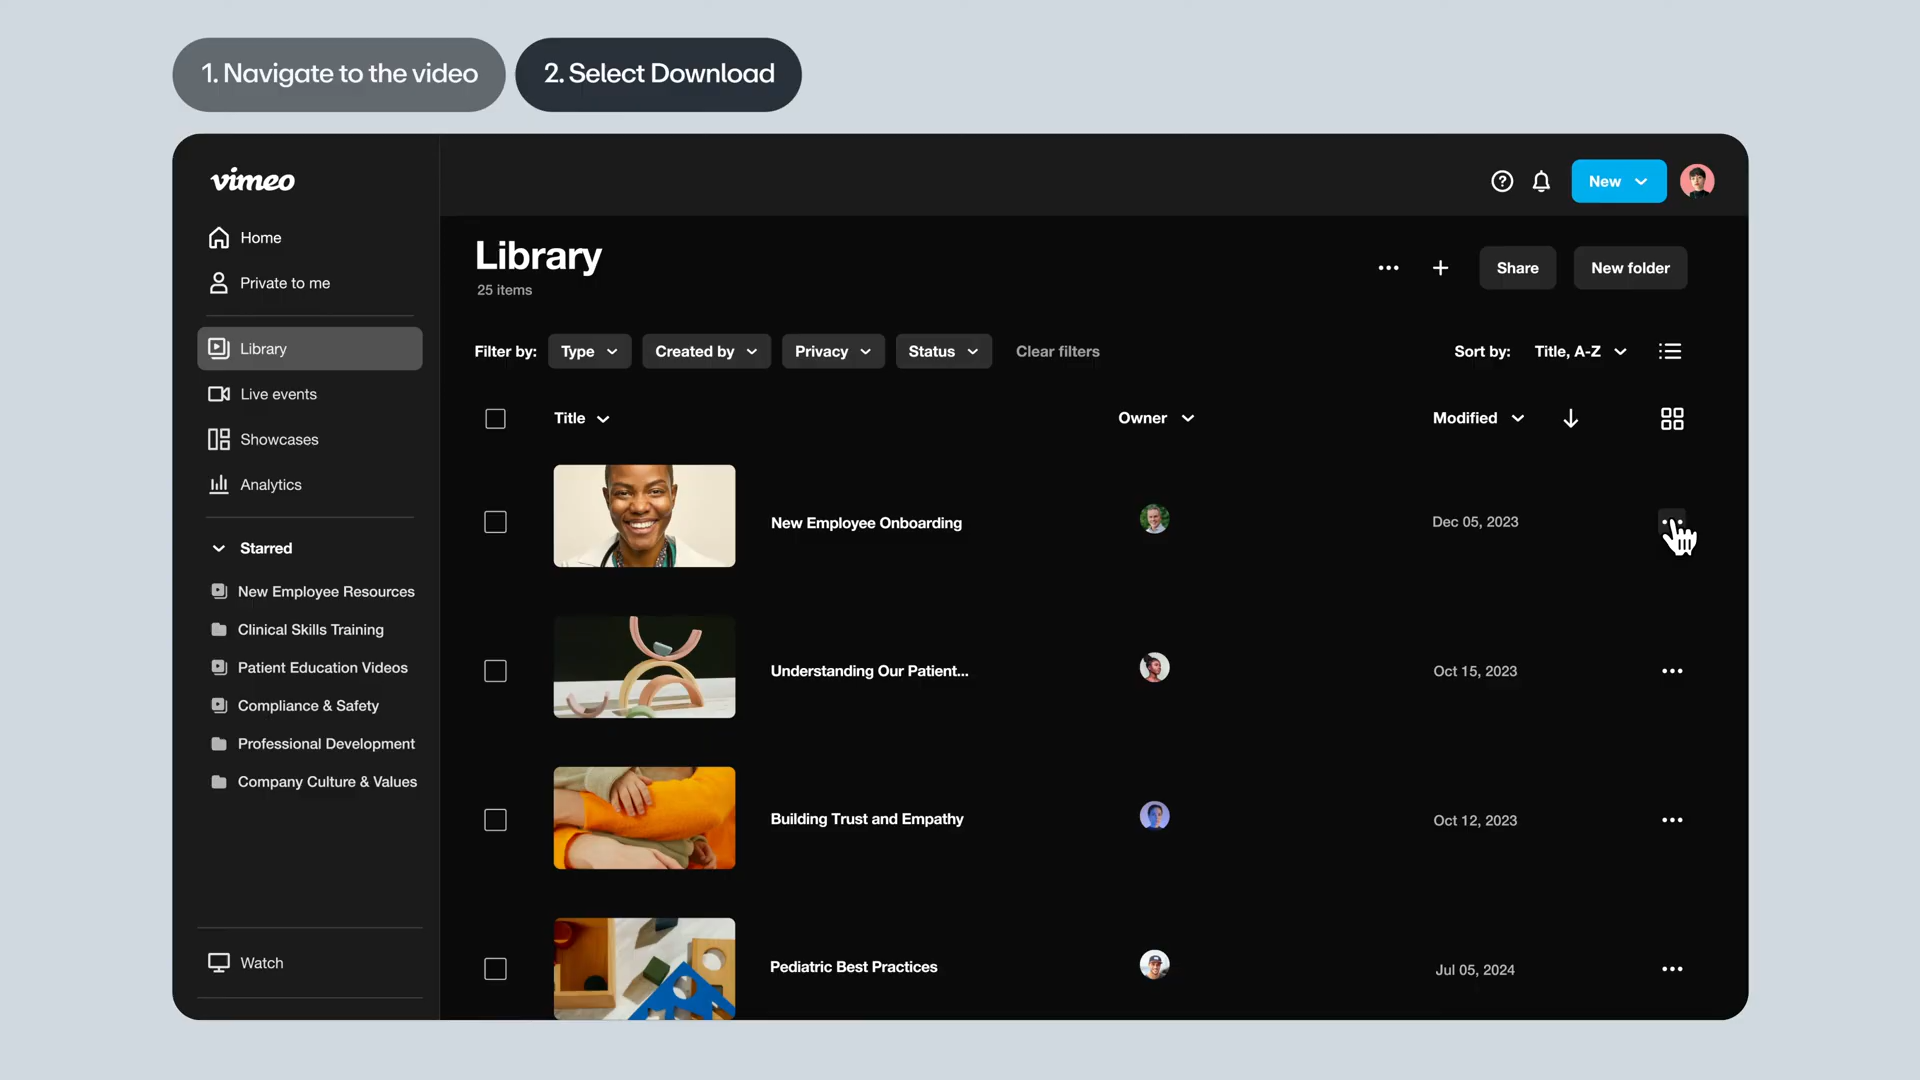 1. Navigate to the video
2. Select Download
vimeo
New
Home
Private to me
Library
Live events
Showcases
Analytics
Starred
New Employee Resources
Clinical Skills Training
Patient Education Videos
Compliance & Safety
Professional Development
Company Culture & Values
Watch
Library
25 items
Share
New folder
Filter by: Type Created by Privacy Status Clear filters
Sort by: Title, A-Z
Title Owner Modified
New Employee Onboarding Dec 05, 2023
Understanding Our Patient... Oct 15, 2023
Building Trust and Empathy Oct 12, 2023
Pediatric Best Practices Jul 05, 2024